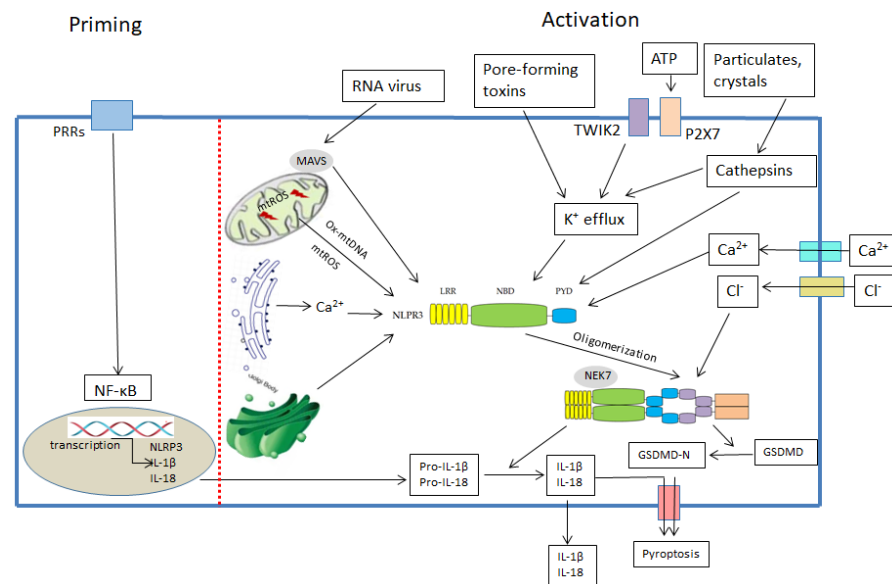 Priming
Activation
RNA virus
Pore-forming
toxins
ATP
Particulates,
crystals
PRRs
TWIK2
P2X7
MAVS
mtROS
Ox-mtDNA
mtROS
Cathepsins
K⁺ efflux
Ca²⁺
Ca²⁺
Cl⁻
Cl⁻
LRR
NBD
PYD
Ca²⁺
NLPR3
Oligomerization
NEK7
NF-κB
transcription
NLRP3
IL-1β
IL-18
Pro-IL-1β
Pro-IL-18
IL-1β
IL-18
GSDMD-N
GSDMD
IL-1β
IL-18
Pyroptosis